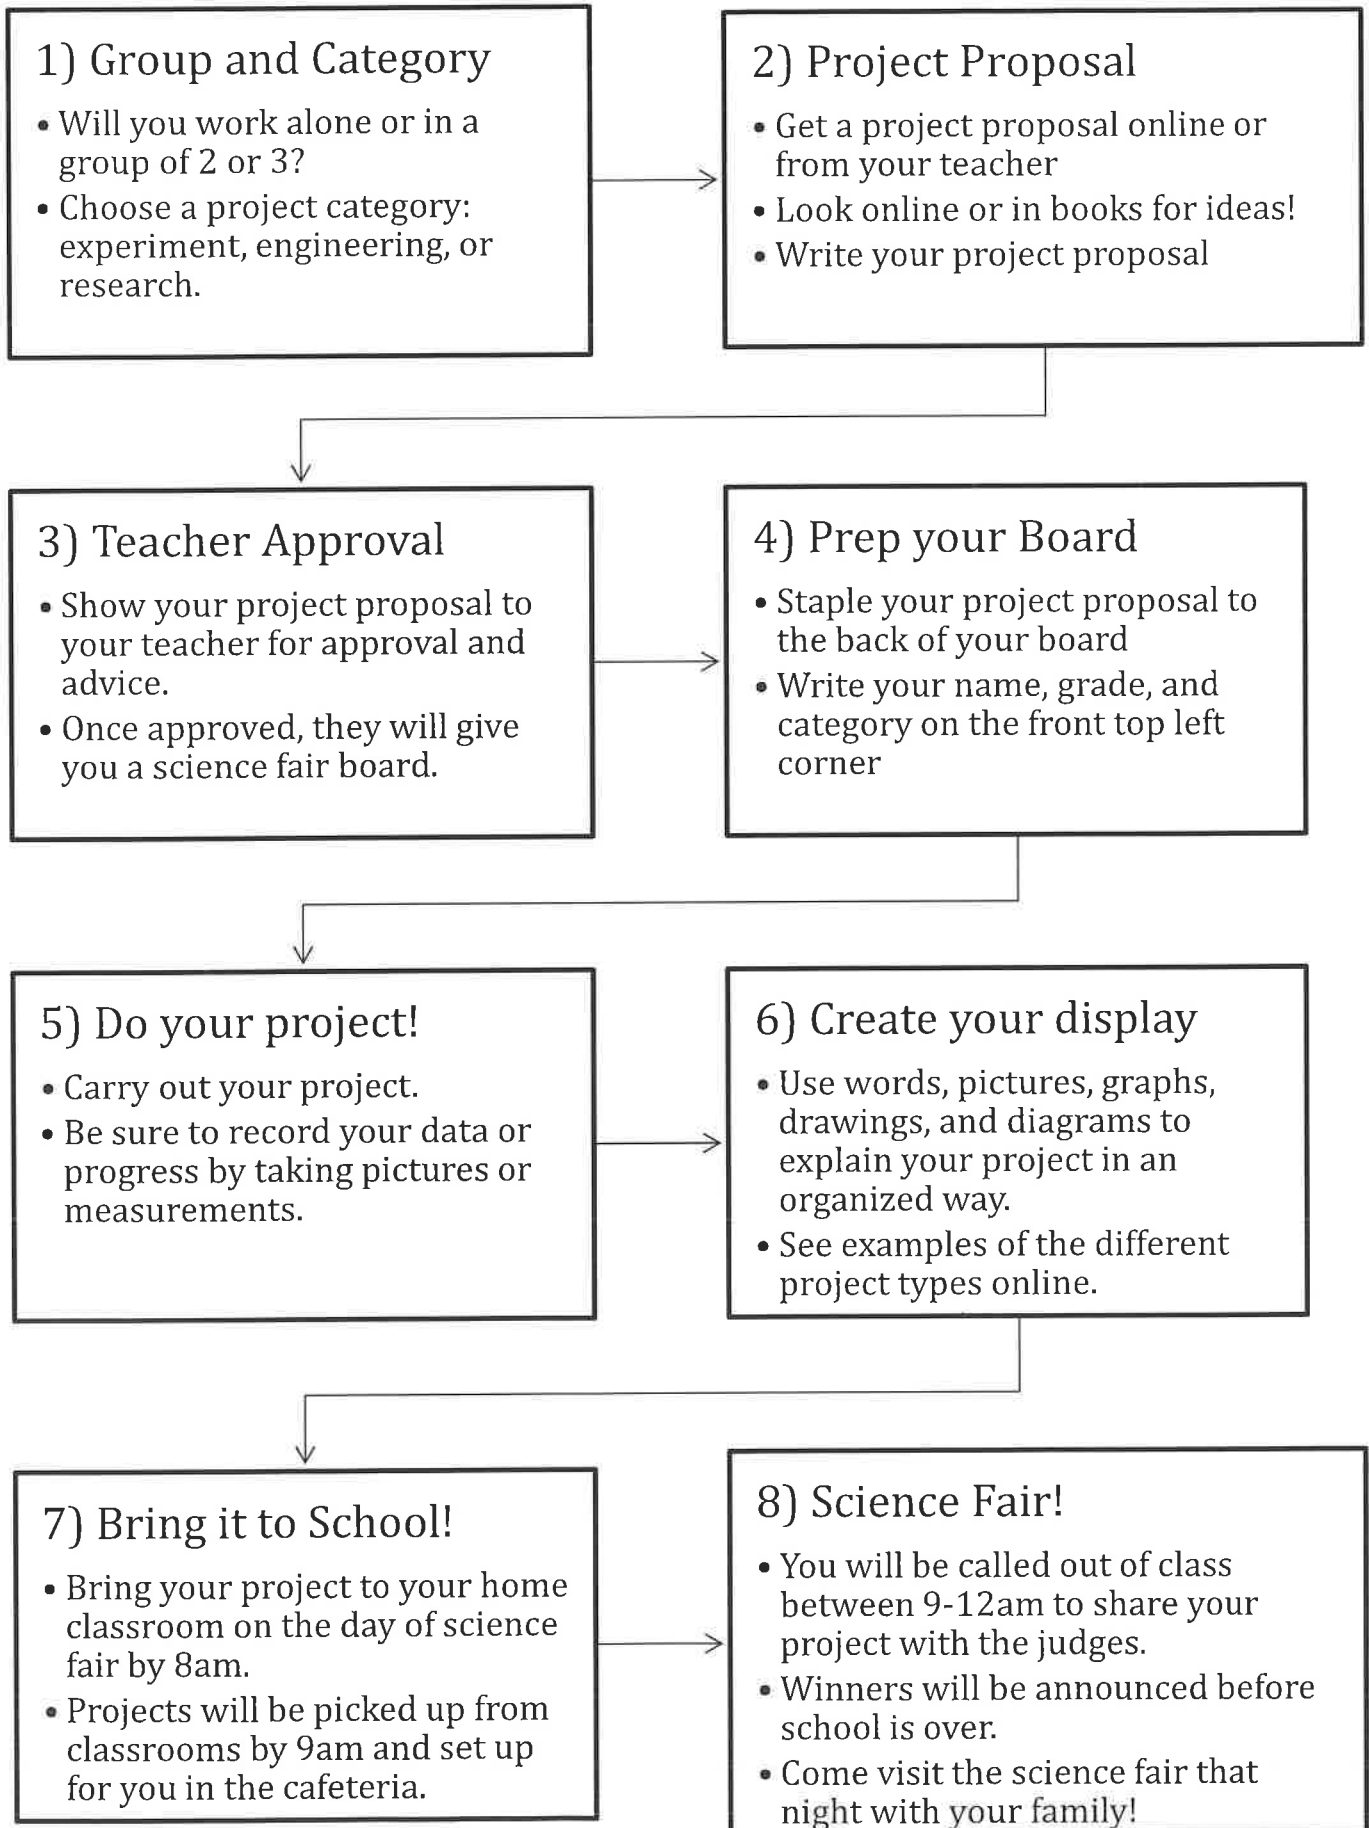 1) Group and Category
• Will you work alone or in a
group of 2 or 3?
• Choose a project category:
experiment, engineering, or
research.
2) Project Proposal
• Get a project proposal online or
from your teacher
• Look online or in books for ideas!
• Write your project proposal
3) Teacher Approval
• Show your project proposal to
your teacher for approval and
advice.
• Once approved, they will give
you a science fair board.
4) Prep your Board
• Staple your project proposal to
the back of your board
• Write your name, grade, and
category on the front top left
corner
5) Do your project!
• Carry out your project.
• Be sure to record your data or
progress by taking pictures or
measurements.
6) Create your display
• Use words, pictures, graphs,
drawings, and diagrams to
explain your project in an
organized way.
• See examples of the different
project types online.
7) Bring it to School!
• Bring your project to your home
classroom on the day of science
fair by 8am.
• Projects will be picked up from
classrooms by 9am and set up
for you in the cafeteria.
8) Science Fair!
• You will be called out of class
between 9-12am to share your
project with the judges.
• Winners will be announced before
school is over.
• Come visit the science fair that
night with your family!